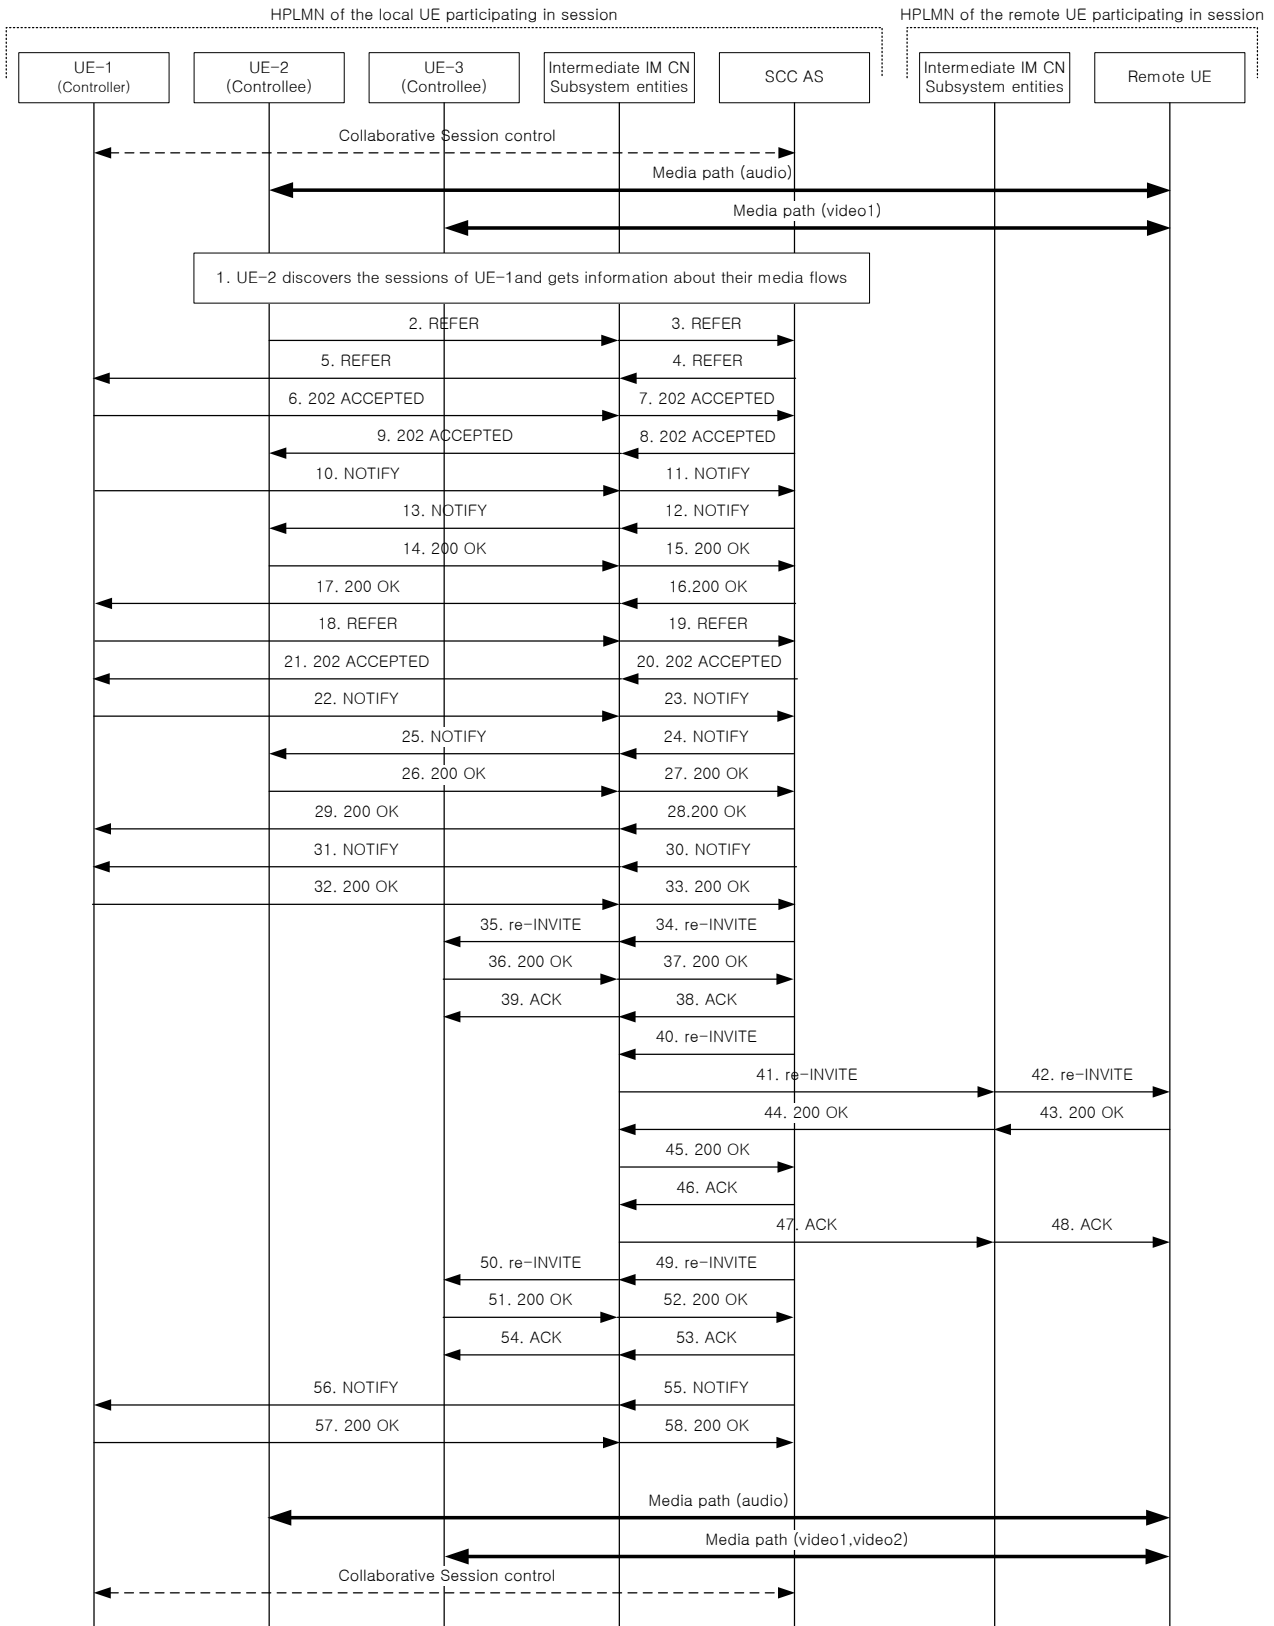 HPLMN of the local UE participating in session
HPLMN of the remote UE participating in session
UE-1
(Controller)
UE-2
(Controllee)
UE-3
(Controllee)
Intermediate IM CN
Subsystem entities
SCC AS
Intermediate IM CN
Subsystem entities
Remote UE
Collaborative Session control
Media path (audio)
Media path (video1)
1. UE-2 discovers the sessions of UE-1and gets information about their media flows
2. REFER
3. REFER
5. REFER
4. REFER
6. 202 ACCEPTED
7. 202 ACCEPTED
9. 202 ACCEPTED
8. 202 ACCEPTED
10. NOTIFY
11. NOTIFY
13. NOTIFY
12. NOTIFY
14. 200 OK
15. 200 OK
17. 200 OK
16.200 OK
18. REFER
19. REFER
21. 202 ACCEPTED
20. 202 ACCEPTED
22. NOTIFY
23. NOTIFY
25. NOTIFY
24. NOTIFY
26. 200 OK
27. 200 OK
29. 200 OK
28.200 OK
31. NOTIFY
30. NOTIFY
32. 200 OK
33. 200 OK
35. re-INVITE
34. re-INVITE
36. 200 OK
37. 200 OK
39. ACK
38. ACK
40. re-INVITE
41. re-INVITE
42. re-INVITE
44. 200 OK
43. 200 OK
45. 200 OK
46. ACK
47. ACK
48. ACK
50. re-INVITE
49. re-INVITE
51. 200 OK
52. 200 OK
54. ACK
53. ACK
56. NOTIFY
55. NOTIFY
57. 200 OK
58. 200 OK
Media path (audio)
Media path (video1,video2)
Collaborative Session control